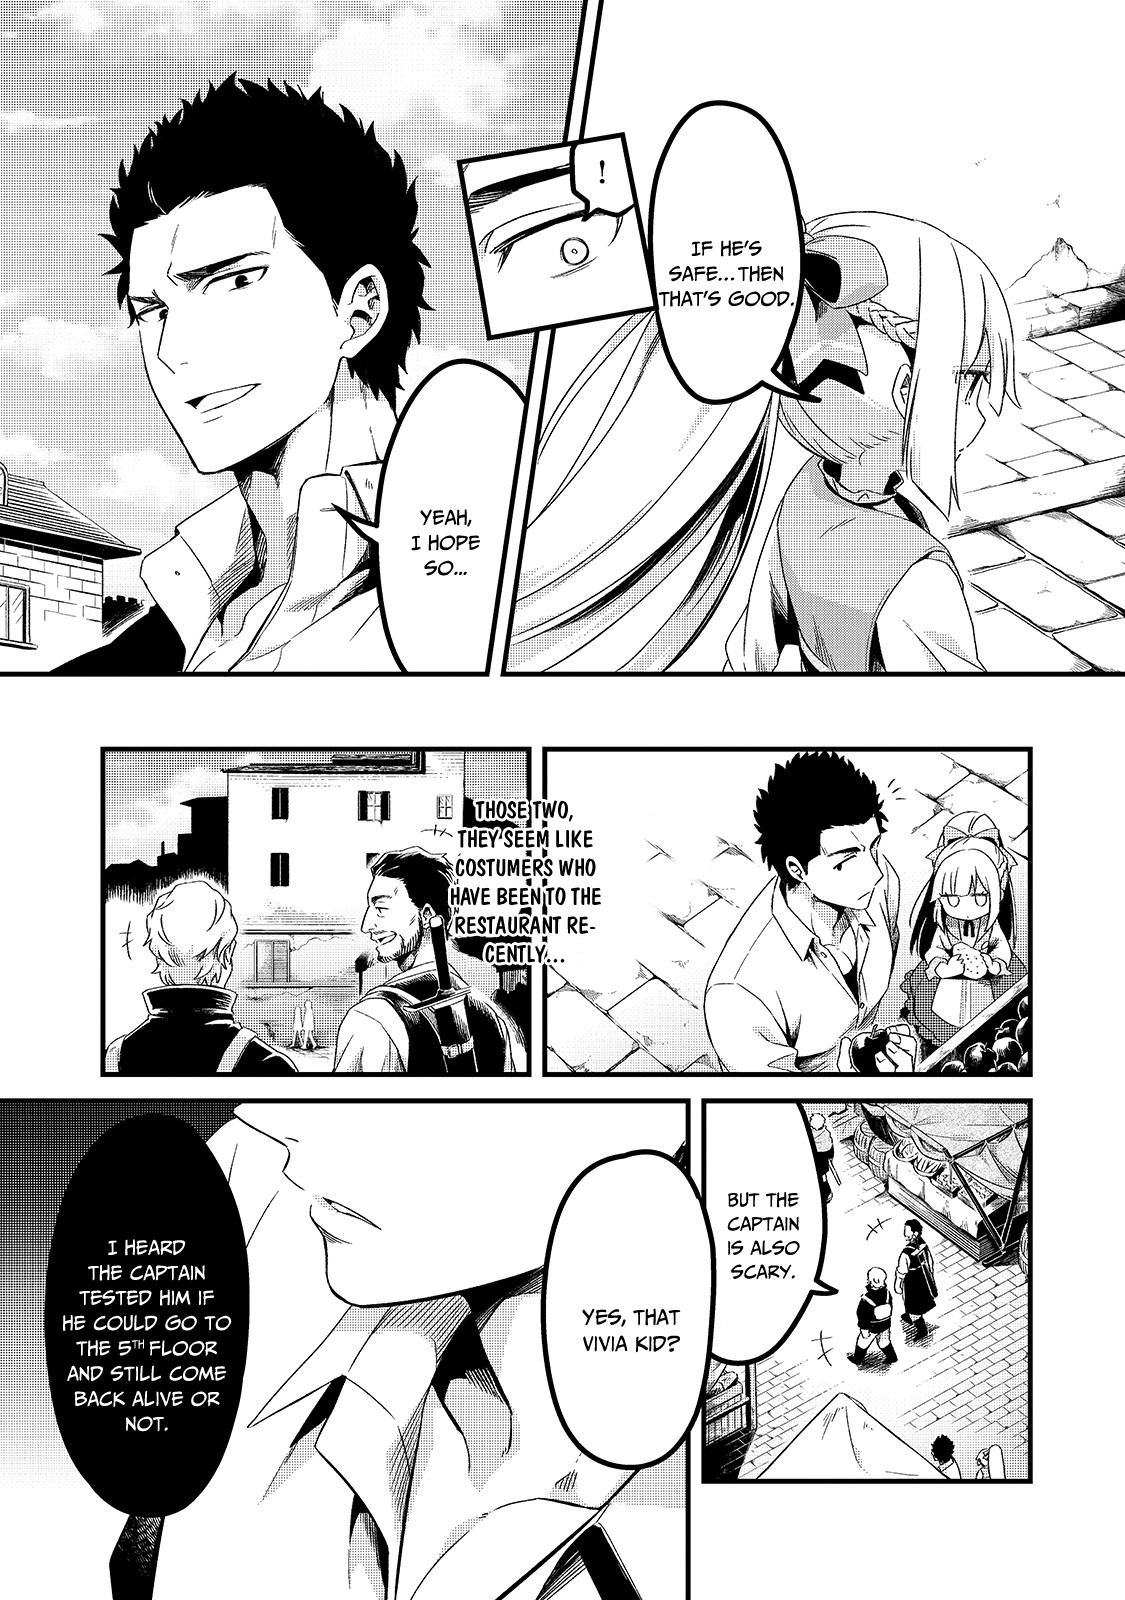 IF HE'S
SAFE...THEN
THAT'S GOOD.
!
YEAH,
I HOPE
SO...
THOSE TWO,
THEY SEEM LIKE
COSTUMERS WHO
HAVE BEEN TO THE
RESTAURANT RE-
CENTLY...
BUT THE
CAPTAIN
IS ALSO
SCARY.
YES, THAT
VIVIA KID?
I HEARD
THE CAPTAIN
TESTED HIM IF
HE COULD GO TO
THE 5TH FLOOR
AND STILL COME
BACK ALIVE OR
NOT.